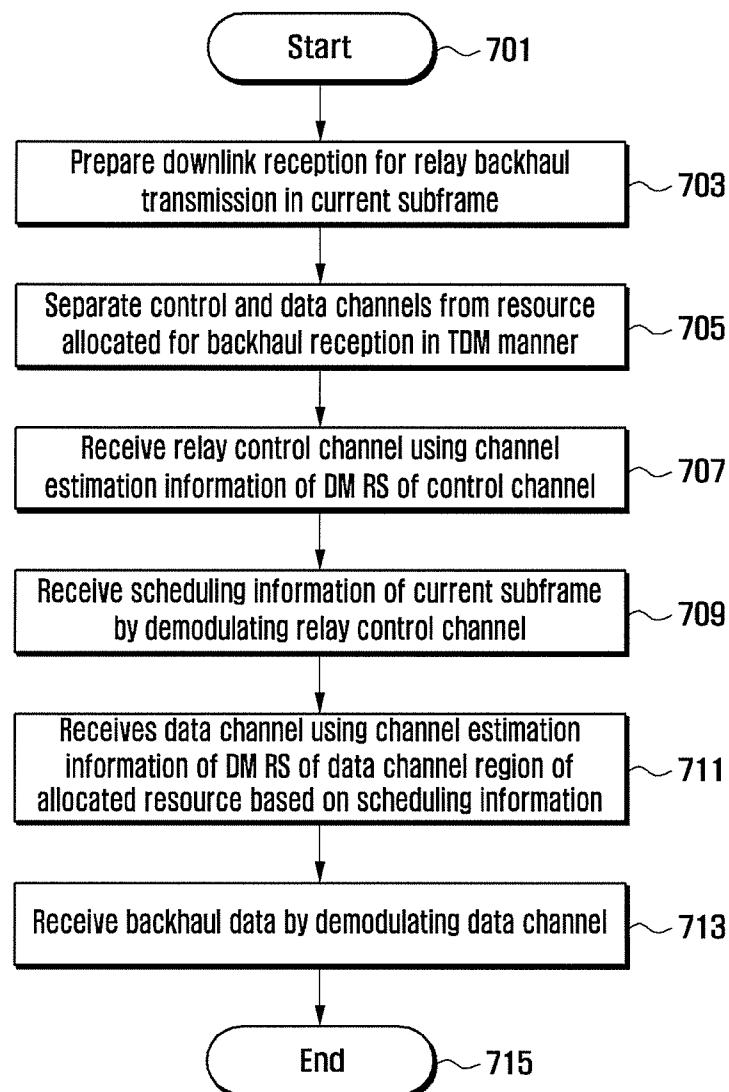 Start
701
Prepare downlink reception for relay backhaul
transmission in current subframe
703
Separate control and data channels from resource
allocated for backhaul reception in TDM manner
705
Receive relay control channel using channel
estimation information of DM RS of control channel
707
Receive scheduling information of current subframe
by demodulating relay control channel
709
Receives data channel using channel estimation
information of DM RS of data channel region of
allocated resource based on scheduling information
711
Receive backhaul data by demodulating data channel
713
End
715